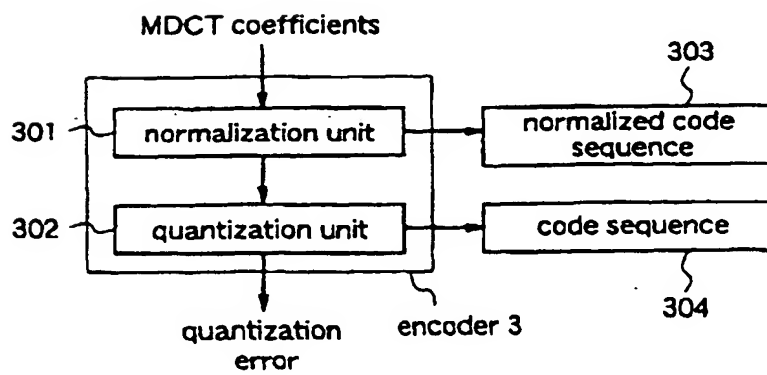 MDCT coefficients
303
301
normalization unit
normalized code
sequence
302
quantization unit
code sequence
304
encoder 3
quantization
error